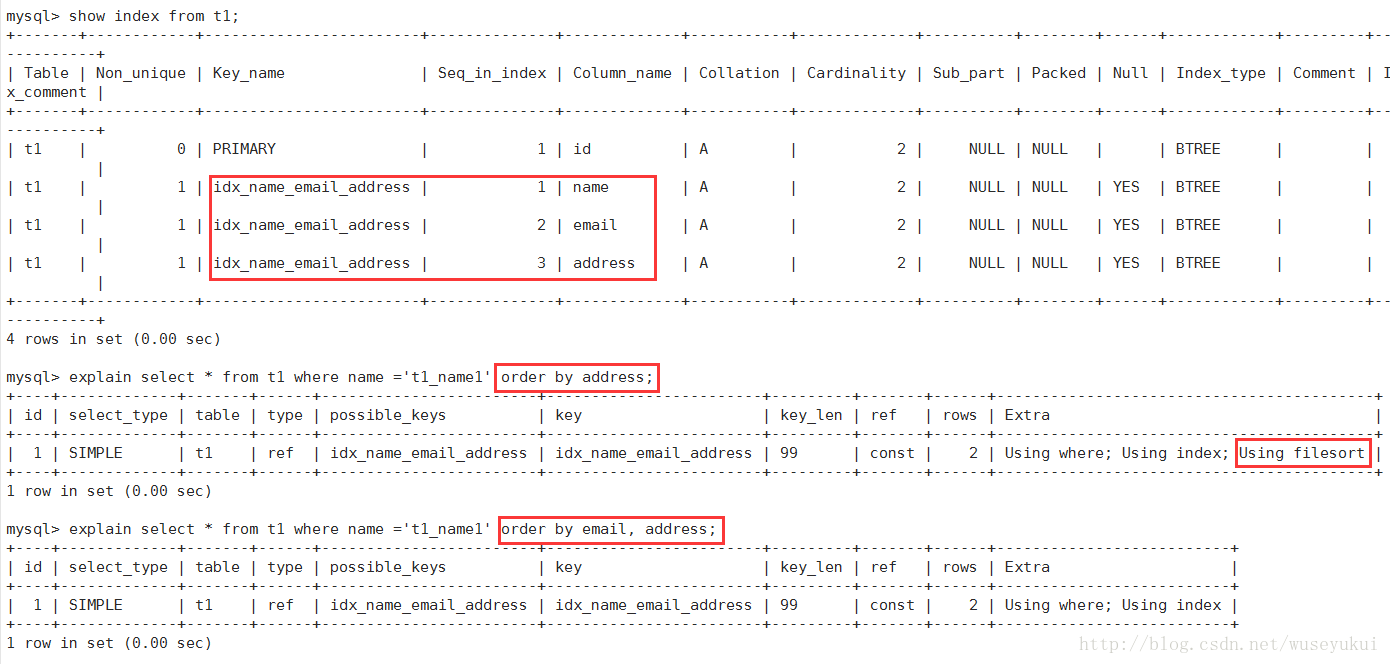 mysql> show index from t1;
+-------+------------+------------------------+--------------+-------------+-----------+-------------+----------+--------+------+------------+---------+--
----------+
| Table | Non_unique | Key_name               | Seq_in_index | Column_name | Collation | Cardinality | Sub_part | Packed | Null | Index_type | Comment | I
x_comment |
+-------+------------+------------------------+--------------+-------------+-----------+-------------+----------+--------+------+------------+---------+--
----------+
| t1    |          0 | PRIMARY                |            1 | id          | A         |           2 |     NULL | NULL   |      | BTREE      |         |
          |
| t1    |          1 | idx_name_email_address |            1 | name        | A         |           2 |     NULL | NULL   | YES  | BTREE      |         |
          |
| t1    |          1 | idx_name_email_address |            2 | email       | A         |           2 |     NULL | NULL   | YES  | BTREE      |         |
          |
| t1    |          1 | idx_name_email_address |            3 | address     | A         |           2 |     NULL | NULL   | YES  | BTREE      |         |
          |
+-------+------------+------------------------+--------------+-------------+-----------+-------------+----------+--------+------+------------+---------+--
----------+
4 rows in set (0.00 sec)

mysql> explain select * from t1 where name ='t1_name1' order by address;
+----+-------------+-------+------+------------------------+------------------------+---------+-------+------+------------------------------------------+
| id | select_type | table | type | possible_keys          | key                    | key_len | ref   | rows | Extra                                    |
+----+-------------+-------+------+------------------------+------------------------+---------+-------+------+------------------------------------------+
|  1 | SIMPLE      | t1    | ref  | idx_name_email_address | idx_name_email_address | 99      | const |    2 | Using where; Using index; Using filesort |
+----+-------------+-------+------+------------------------+------------------------+---------+-------+------+------------------------------------------+
1 row in set (0.00 sec)

mysql> explain select * from t1 where name ='t1_name1' order by email, address;
+----+-------------+-------+------+------------------------+------------------------+---------+-------+------+--------------------------+
| id | select_type | table | type | possible_keys          | key                    | key_len | ref   | rows | Extra                    |
+----+-------------+-------+------+------------------------+------------------------+---------+-------+------+--------------------------+
|  1 | SIMPLE      | t1    | ref  | idx_name_email_address | idx_name_email_address | 99      | const |    2 | Using where; Using index |
+----+-------------+-------+------+------------------------+------------------------+---------+-------+------+--------------------------+
1 row in set (0.00 sec)
http://blog.csdn.net/wuseyukui